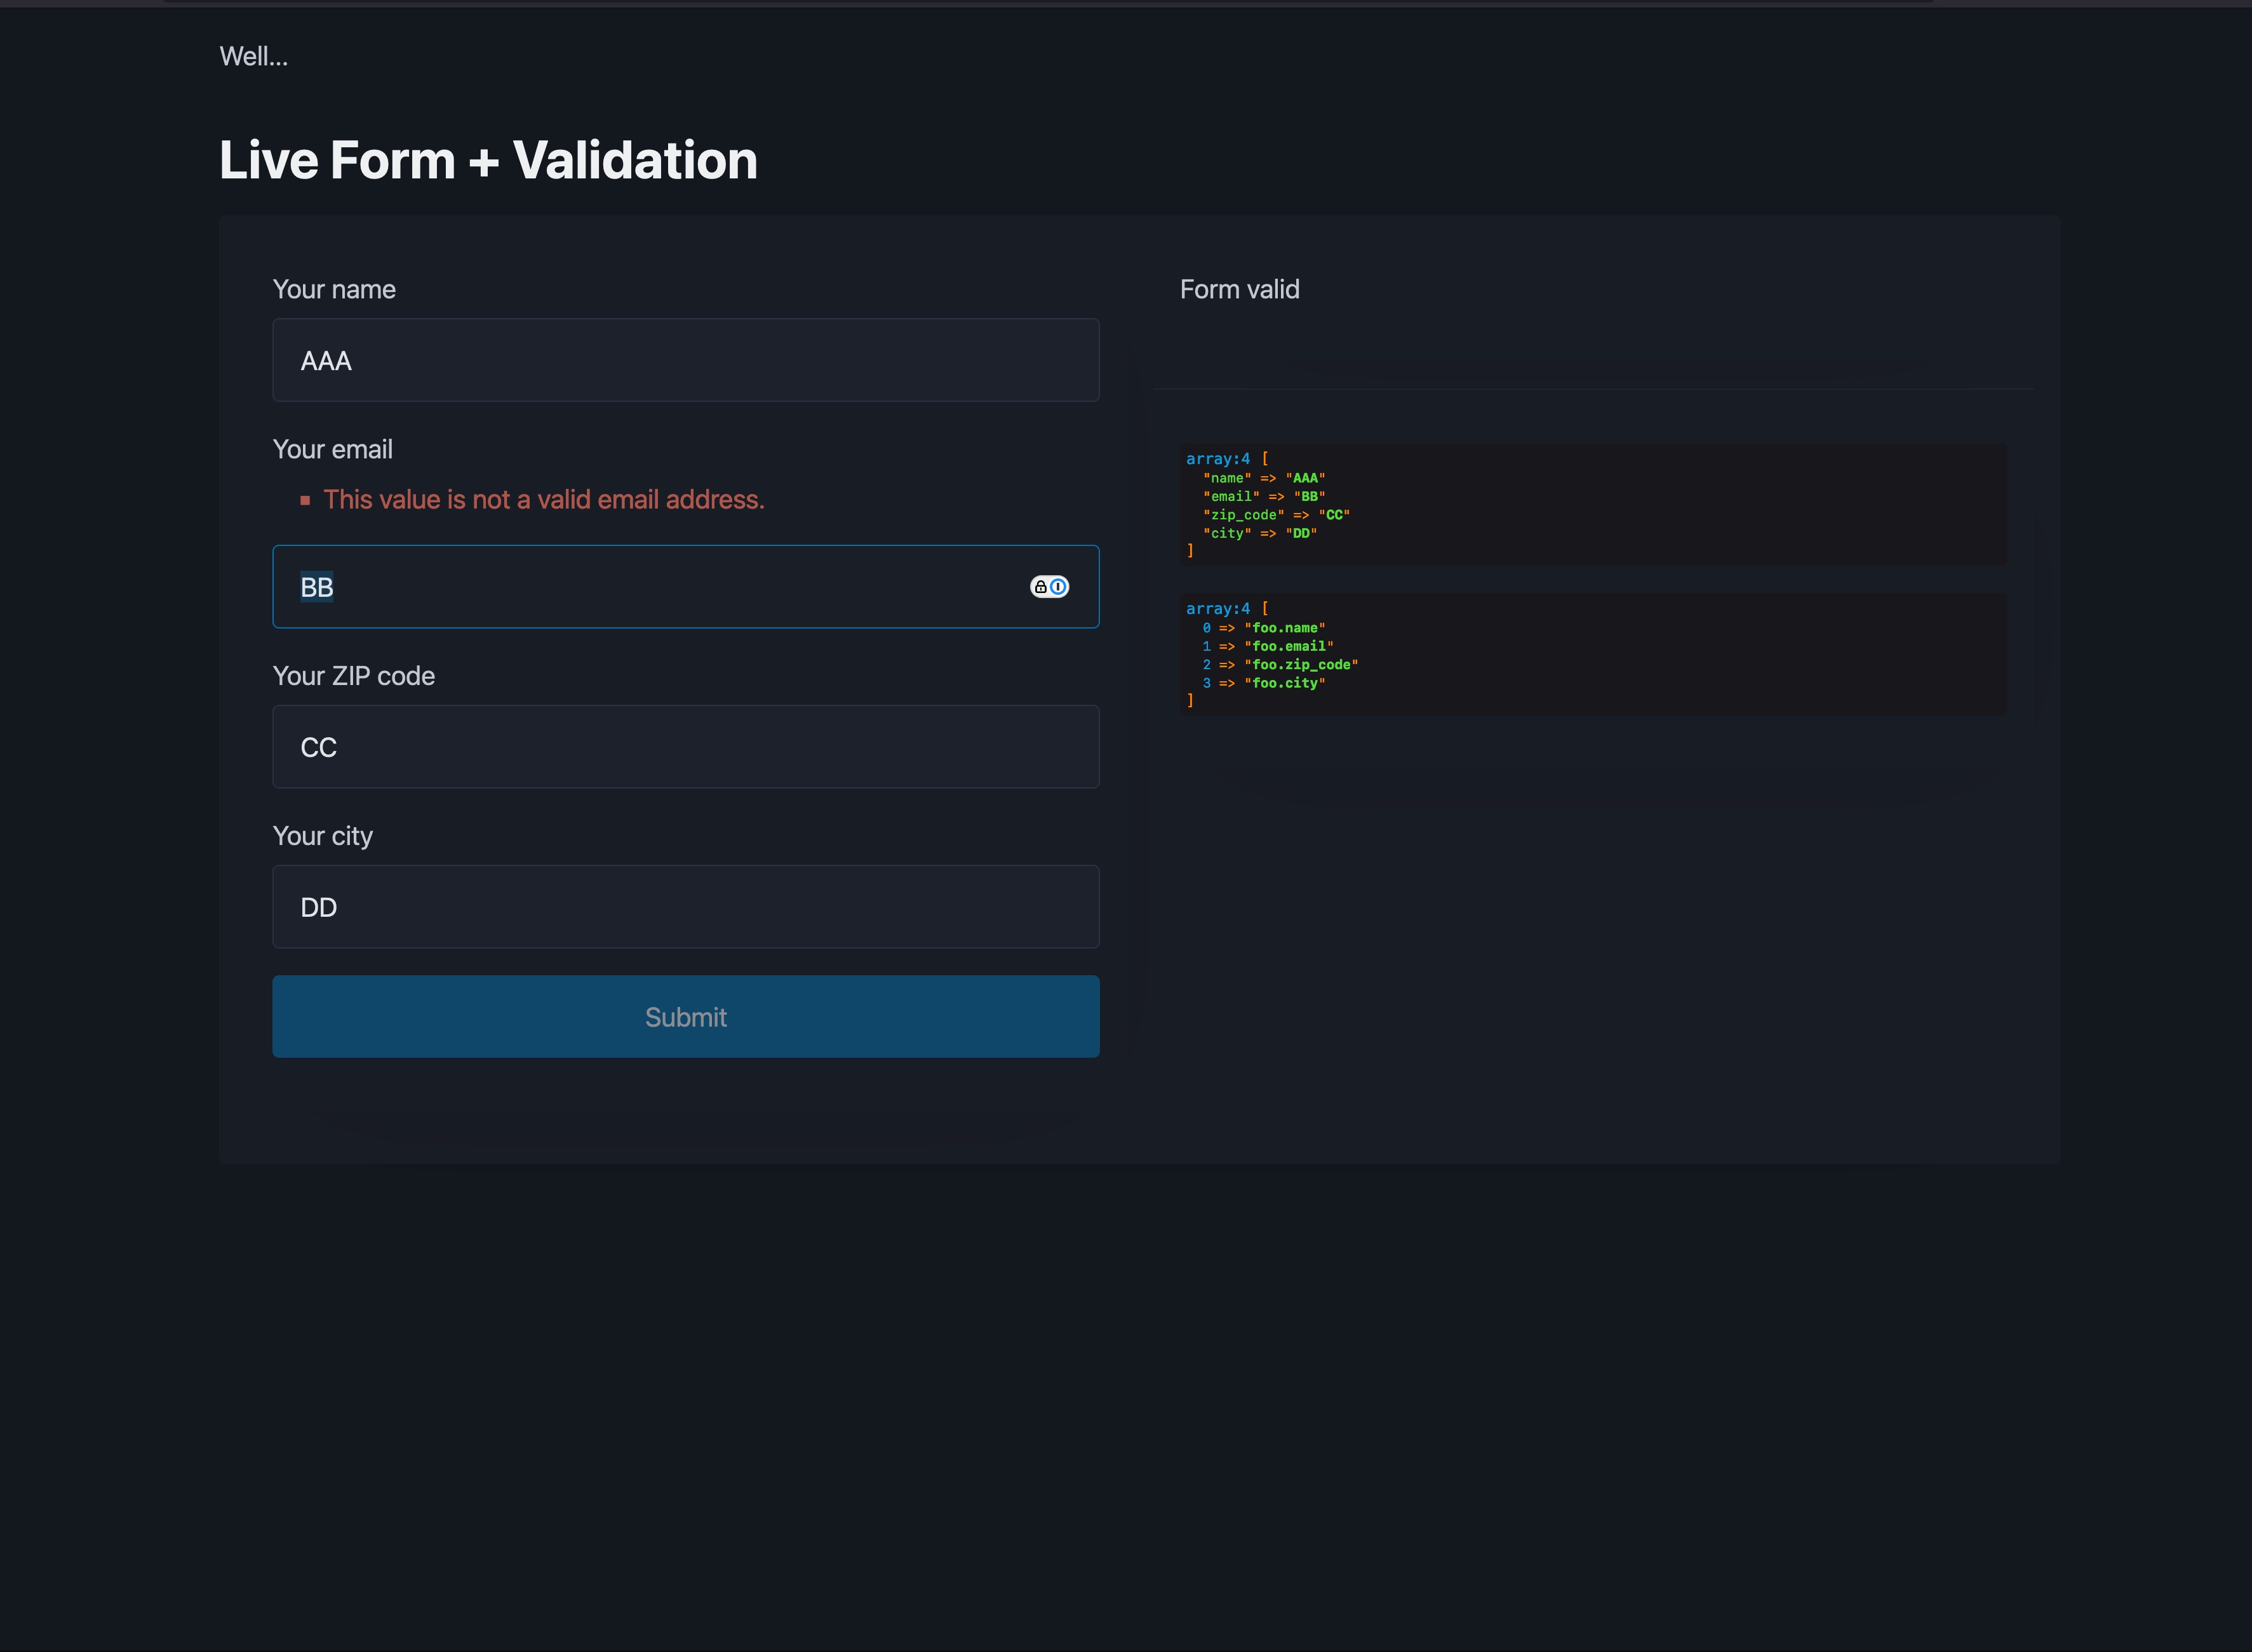 Well...
Live Form + Validation
Your name
AAA
Your email
This value is not a valid email address.
BB
Your ZIP code
CC
Your city
DD
Submit
Form valid
array:4 [
"name" => "AAA"
"email" => "BB"
"zip_code" => "CC"
"city" => "DD"
]
array:4 [
0 => "foo.name"
1 => "foo.email"
2 => "foo.zip_code"
3 => "foo.city"
]